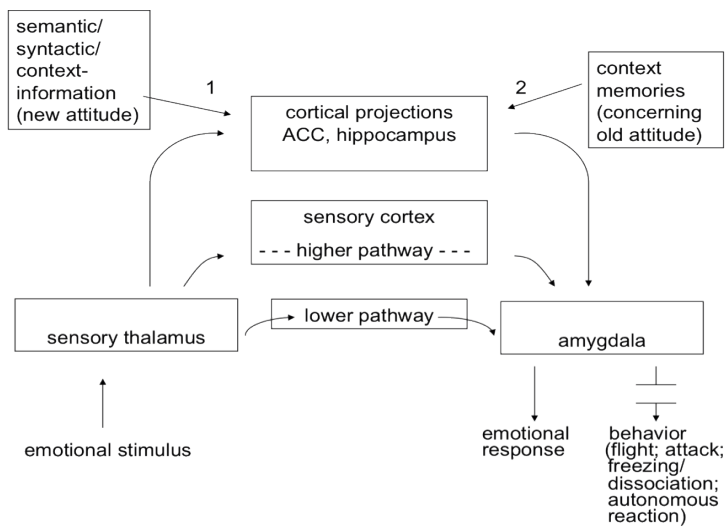 semantic/
syntactic/
context-
information
(new attitude)
1
2
context
memories
(concerning
old attitude)
cortical projections
ACC, hippocampus
sensory cortex
- - - higher pathway - - -
lower pathway
sensory thalamus
amygdala
emotional stimulus
emotional
response
behavior
(flight; attack;
freezing/
dissociation;
autonomous
reaction)